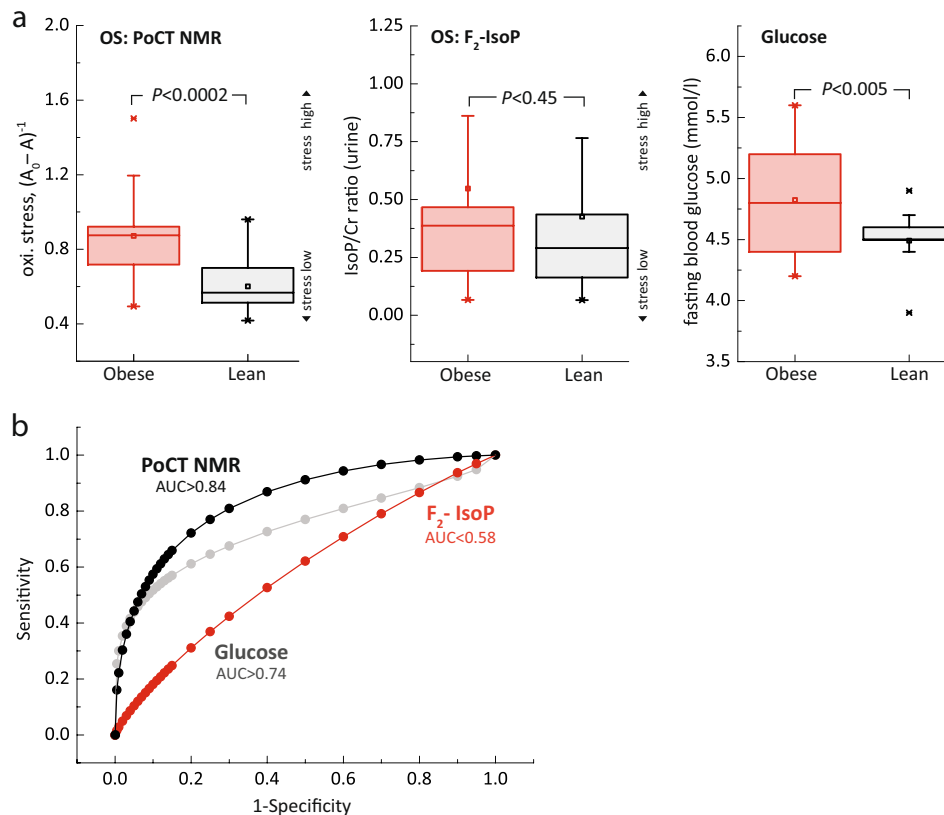 a
OS: PoCT NMR
oxi. stress, (A₀– A)⁻¹
2.0
1.6
1.2
0.8
0.4
P<0.0002
stress high
stress low
Obese
Lean
OS: F₂-IsoP
IsoP/Cr ratio (urine)
1.25
1.00
0.75
0.50
0.25
0.00
P<0.45
stress high
stress low
Obese
Lean
Glucose
fasting blood glucose (mmol/l)
6.0
5.5
5.0
4.5
4.0
3.5
P<0.005
Obese
Lean
b
Sensitivity
1.0
0.8
0.6
0.4
0.2
0.0
PoCT NMR
AUC>0.84
F₂- IsoP
AUC<0.58
Glucose
AUC>0.74
0.0 0.2 0.4 0.6 0.8 1.0
1-Specificity